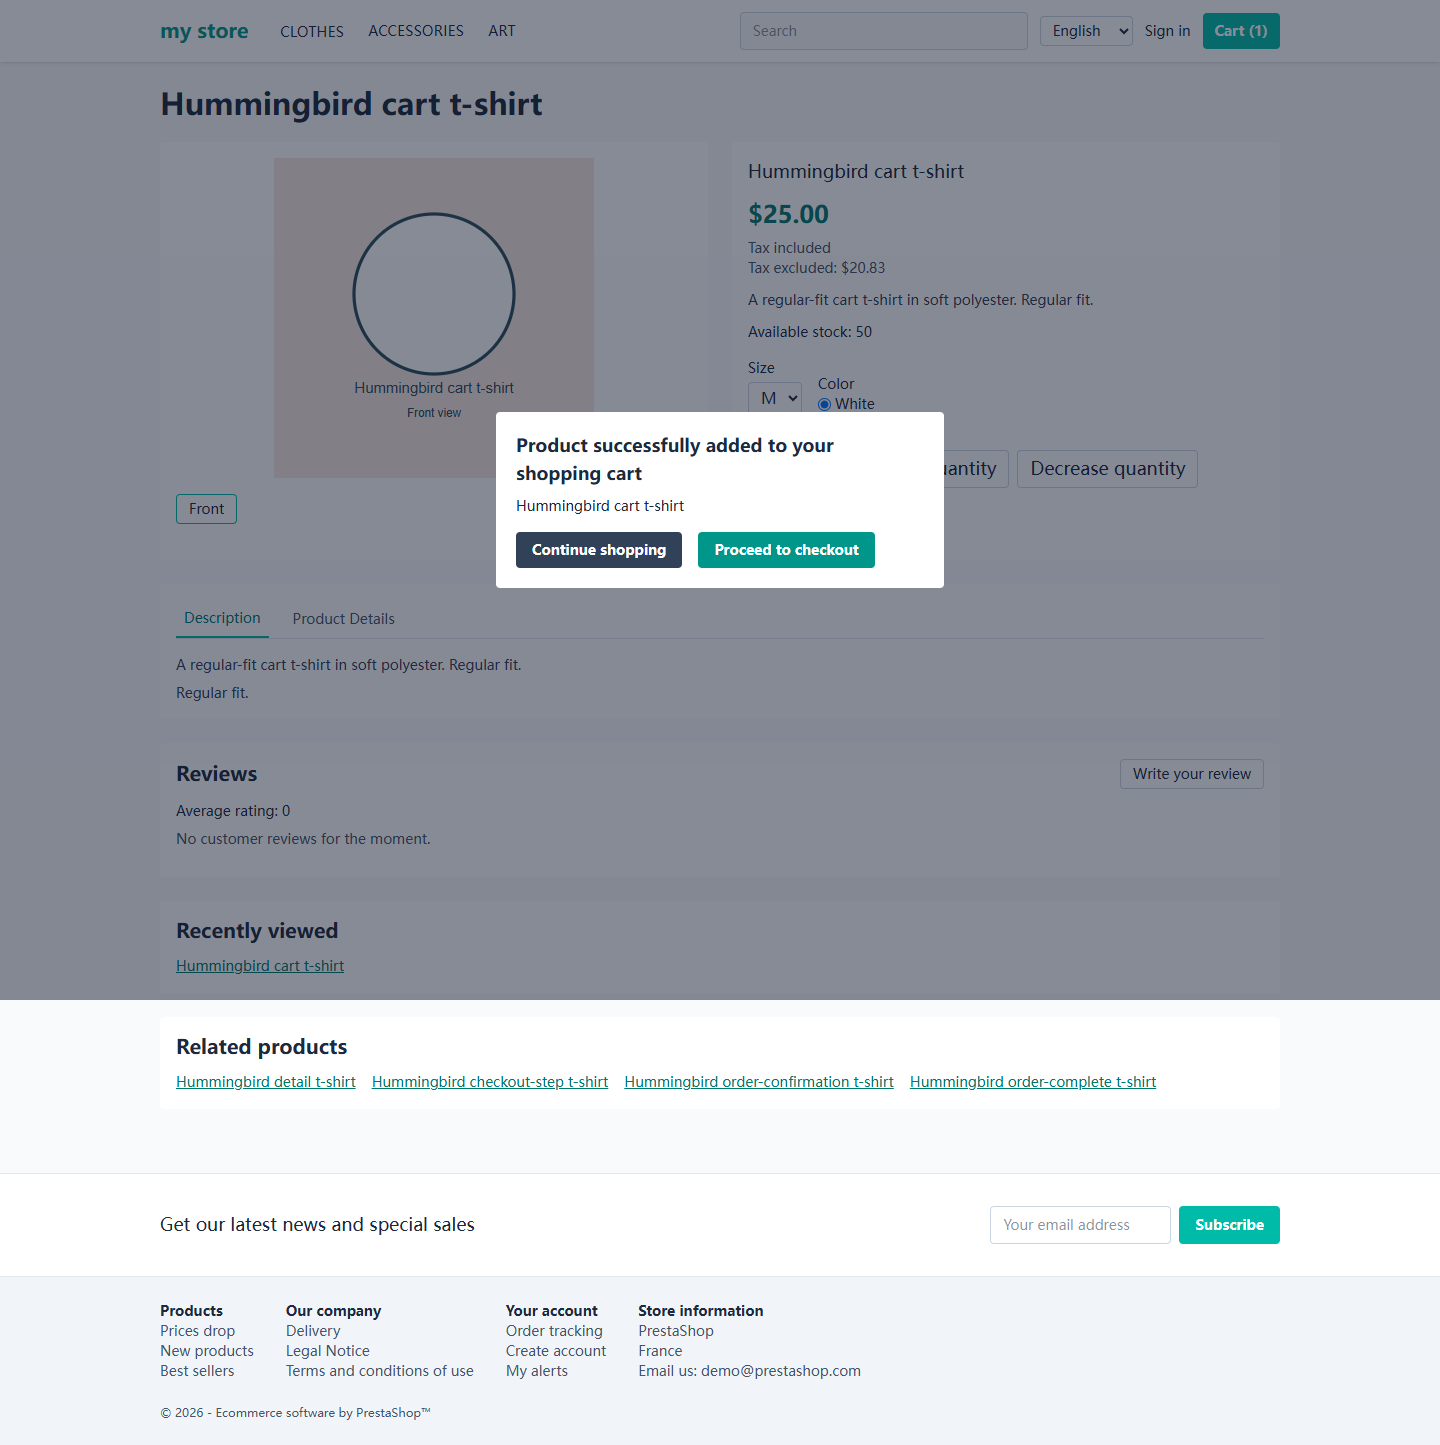 my store CLOTHES ACCESSORIES ART Search English Sign in Cart (1)
Hummingbird cart t-shirt
Hummingbird cart t-shirt
Front view
Front
Hummingbird cart t-shirt
$25.00
Tax included
Tax excluded: $20.83
A regular-fit cart t-shirt in soft polyester. Regular fit.
Available stock: 50
Size
M
Color
White
Decrease quantity
Product successfully added to your
shopping cart
Hummingbird cart t-shirt
Continue shopping Proceed to checkout
Description Product Details
A regular-fit cart t-shirt in soft polyester. Regular fit.
Regular fit.
Reviews Write your review
Average rating: 0
No customer reviews for the moment.
Recently viewed
Hummingbird cart t-shirt
Related products
Hummingbird detail t-shirt Hummingbird checkout-step t-shirt Hummingbird order-confirmation t-shirt Hummingbird order-complete t-shirt
Get our latest news and special sales Your email address Subscribe
Products
Prices drop
New products
Best sellers
Our company
Delivery
Legal Notice
Terms and conditions of use
Your account
Order tracking
Create account
My alerts
Store information
PrestaShop
France
Email us: demo@prestashop.com
© 2026 - Ecommerce software by PrestaShop™